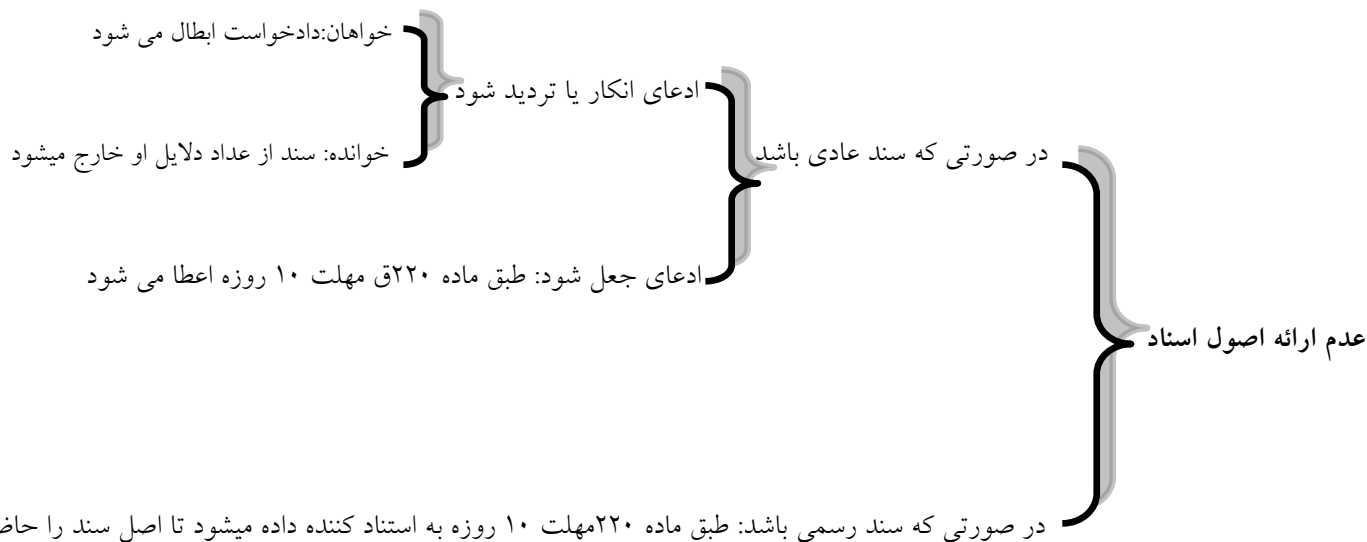 عدم ارائه اصول اسناد
در صورتی که سند عادی باشد
ادعای انکار یا تردید شود
خواهان:دادخواست ابطال می شود
خوانده: سند از عداد دلایل او خارج میشود
ادعای جعل شود: طبق ماده ۲۲۰ق مهلت ۱۰ روزه اعطا می شود
در صورتی که سند رسمی باشد: طبق ماده ۲۲۰مهلت ۱۰ روزه به استناد کننده داده میشود تا اصل سند را